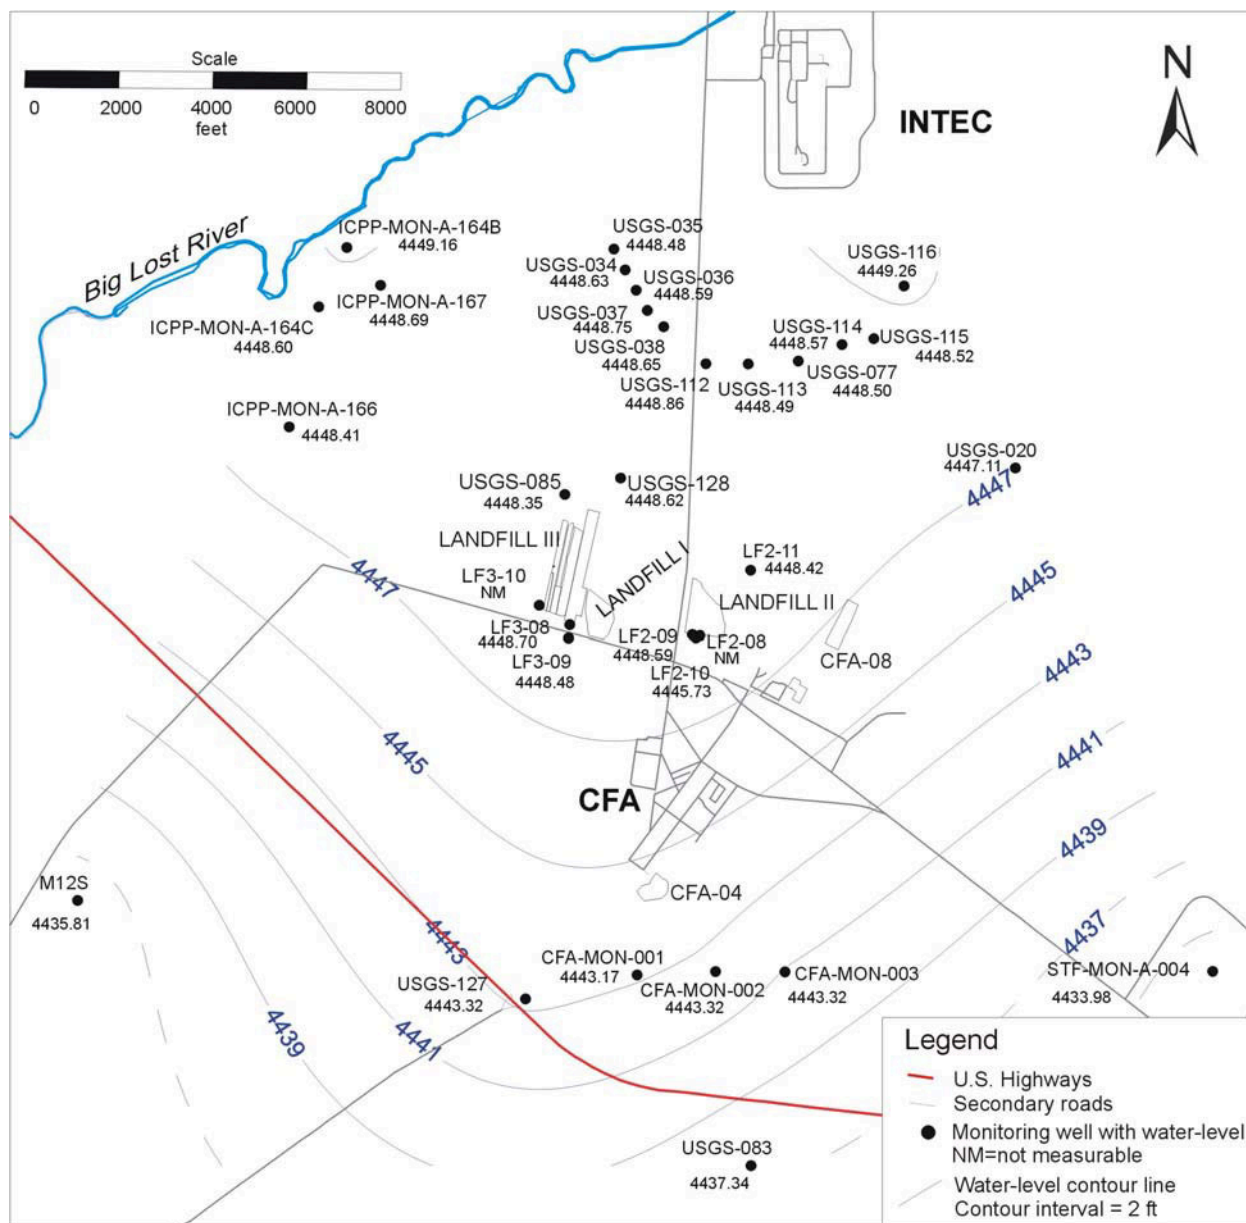 Scale
0 2000 4000 6000 8000
feet
N
INTEC
Big Lost River
ICPP-MON-A-164B
4449.16
USGS-035
4448.48
USGS-034
4448.63
USGS-036
4448.59
USGS-116
4449.26
ICPP-MON-A-167
4448.69
ICPP-MON-A-164C
4448.60
USGS-037
4448.75
USGS-038
4448.65
USGS-114
4448.57
USGS-115
4448.52
USGS-112
4448.86
USGS-113
4448.49
USGS-077
4448.50
ICPP-MON-A-166
4448.41
USGS-020
4447.11
USGS-085
4448.35
USGS-128
4448.62
4447
LANDFILL III
LANDFILL I
LF3-10
NM
LF2-11
4448.42
4447
4445
LANDFILL II
LF3-08
4448.70
LF3-09
4448.48
LF2-09
4448.59
LF2-08
NM
LF2-10
4445.73
CFA-08
4443
4445
4441
CFA
4439
CFA-04
M12S
4435.81
4437
4443
CFA-MON-001
4443.17
CFA-MON-002
4443.32
CFA-MON-003
4443.32
STF-MON-A-004
4433.98
USGS-127
4443.32
4439
4441
USGS-083
4437.34
Legend
U.S. Highways
Secondary roads
Monitoring well with water-level
NM=not measurable
Water-level contour line
Contour interval = 2 ft